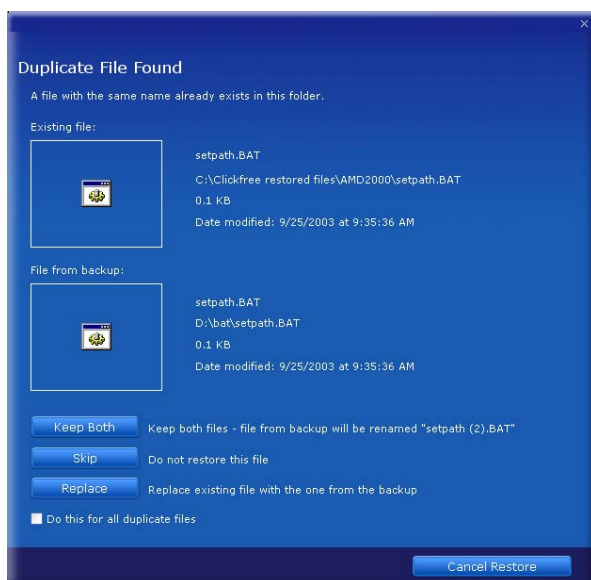 Duplicate File Found
A file with the same name already exists in this folder.
Existing file:
setpath.BAT
C:\Clickfree restored files\AMD2000\setpath.BAT
0.1 KB
Date modified: 9/25/2003 at 9:35:36 AM
File from backup:
setpath.BAT
D:\bat\setpath.BAT
0.1 KB
Date modified: 9/25/2003 at 9:35:36 AM
Keep Both Keep both files - file from backup will be renamed "setpath (2).BAT"
Skip Do not restore this file
Replace Replace existing file with the one from the backup
Do this for all duplicate files
Cancel Restore